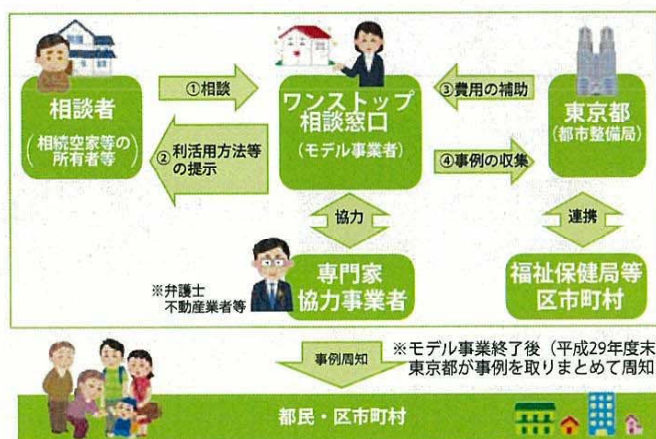 相談者
(相続空家等の
所有者等)
①相談
②利活用方法等
の提示
ワンストップ
相談窓口
(モデル事業者)
③費用の補助
④事例の収集
東京都
(都市整備局)
協力
連携
※弁護士
不動産業者等
専門家
協力事業者
福祉保健局等
区市町村
事例周知
※モデル事業終了後(平成29年度末
東京都が事例を取りまとめて周知
都民・区市町村